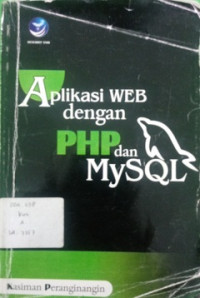 Aplikasi WEB
dengan
PHP dan
MySQL
Kasiman Peranginangin